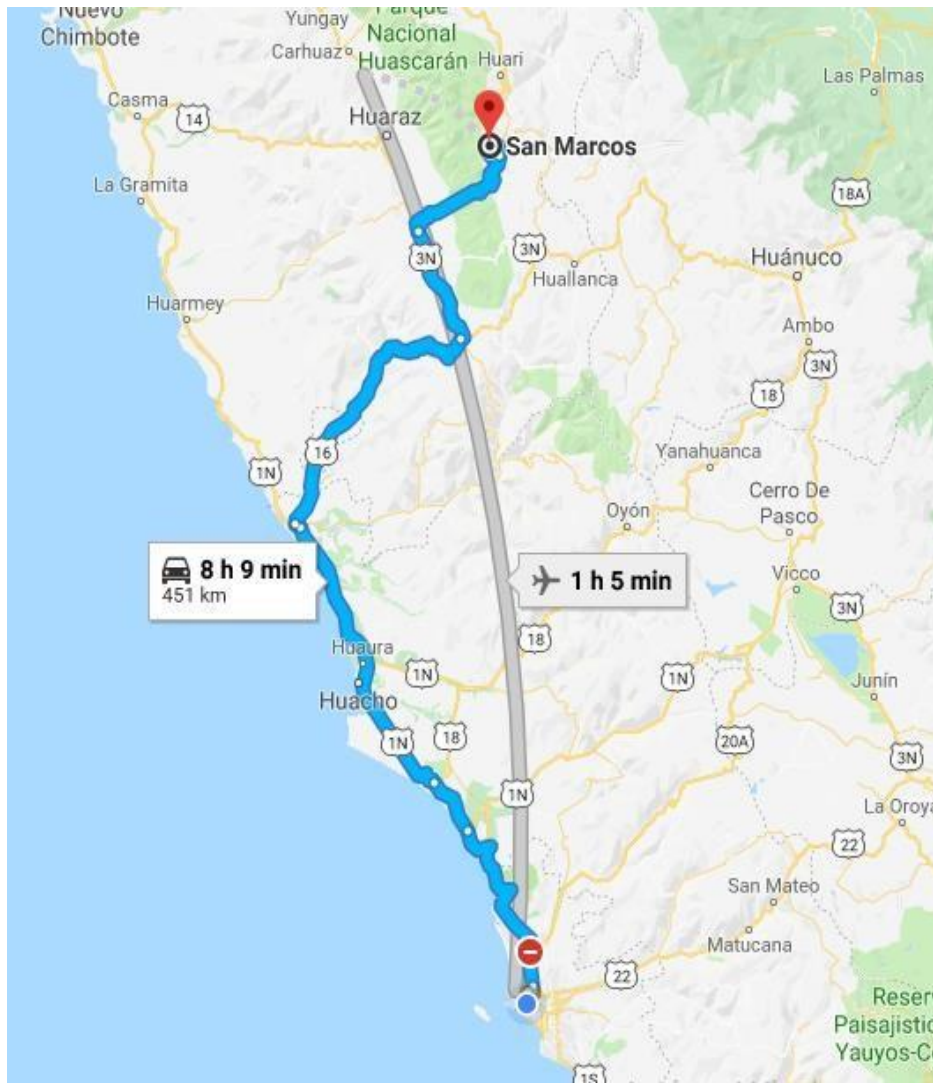 Nuevo
Chimbote
Yungay
Carhuaz
Parque
Nacional
Huascarán
Huari
Las Palmas
Casma
14
Huaraz
San Marcos
La Gramita
18A
3N
3N
Huallanca
Huánuco
Huarmey
Ambo
3N
18
16
1N
Yanahuanca
Oyón
Cerro De
Pasco
8 h 9 min
451 km
1 h 5 min
Vicco
3N
18
Huaura
1N
1N
Junín
Huacho
1N
18
20A
3N
1N
La Oroya
22
San Mateo
Matucana
22
Reser
Paisajístic
Yauyos-Co
1S